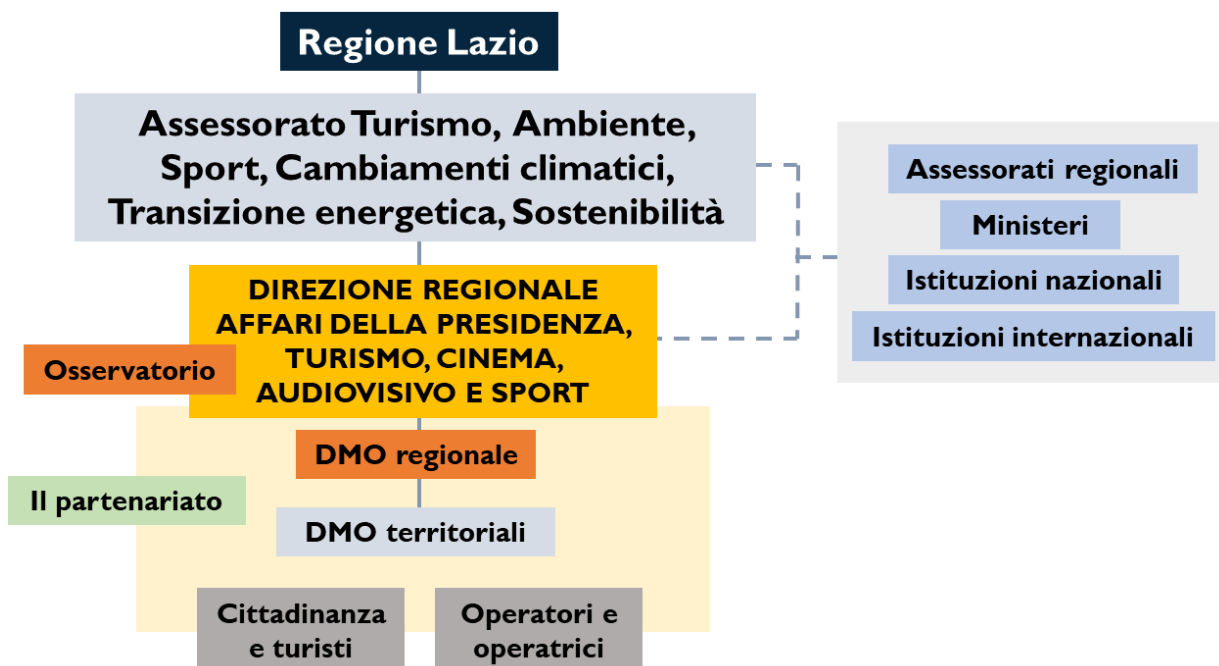 Regione Lazio
Assessorato Turismo, Ambiente,
Sport, Cambiamenti climatici,
Transizione energetica, Sostenibilità
Assessorati regionali
Ministeri
Istituzioni nazionali
Istituzioni internazionali
DIREZIONE REGIONALE
AFFARI DELLA PRESIDENZA,
TURISMO, CINEMA,
AUDIOVISIVO E SPORT
Osservatorio
DMO regionale
Il partenariato
DMO territoriali
Cittadinanza
e turisti
Operatori e
operatrici